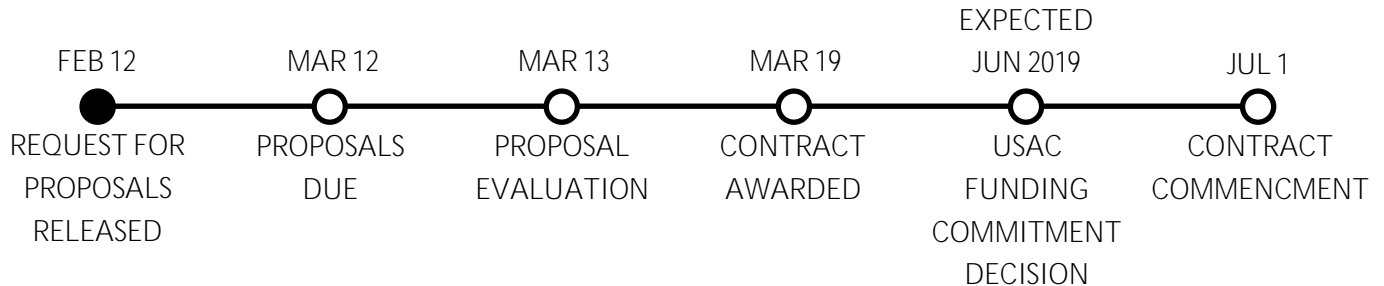 FEB 12
REQUEST FOR
PROPOSALS
RELEASED
MAR 12
PROPOSALS
DUE
MAR 13
PROPOSAL
EVALUATION
MAR 19
CONTRACT
AWARDED
EXPECTED
JUN 2019
USAC
FUNDING
COMMITMENT
DECISION
JUL 1
CONTRACT
COMMENCMENT